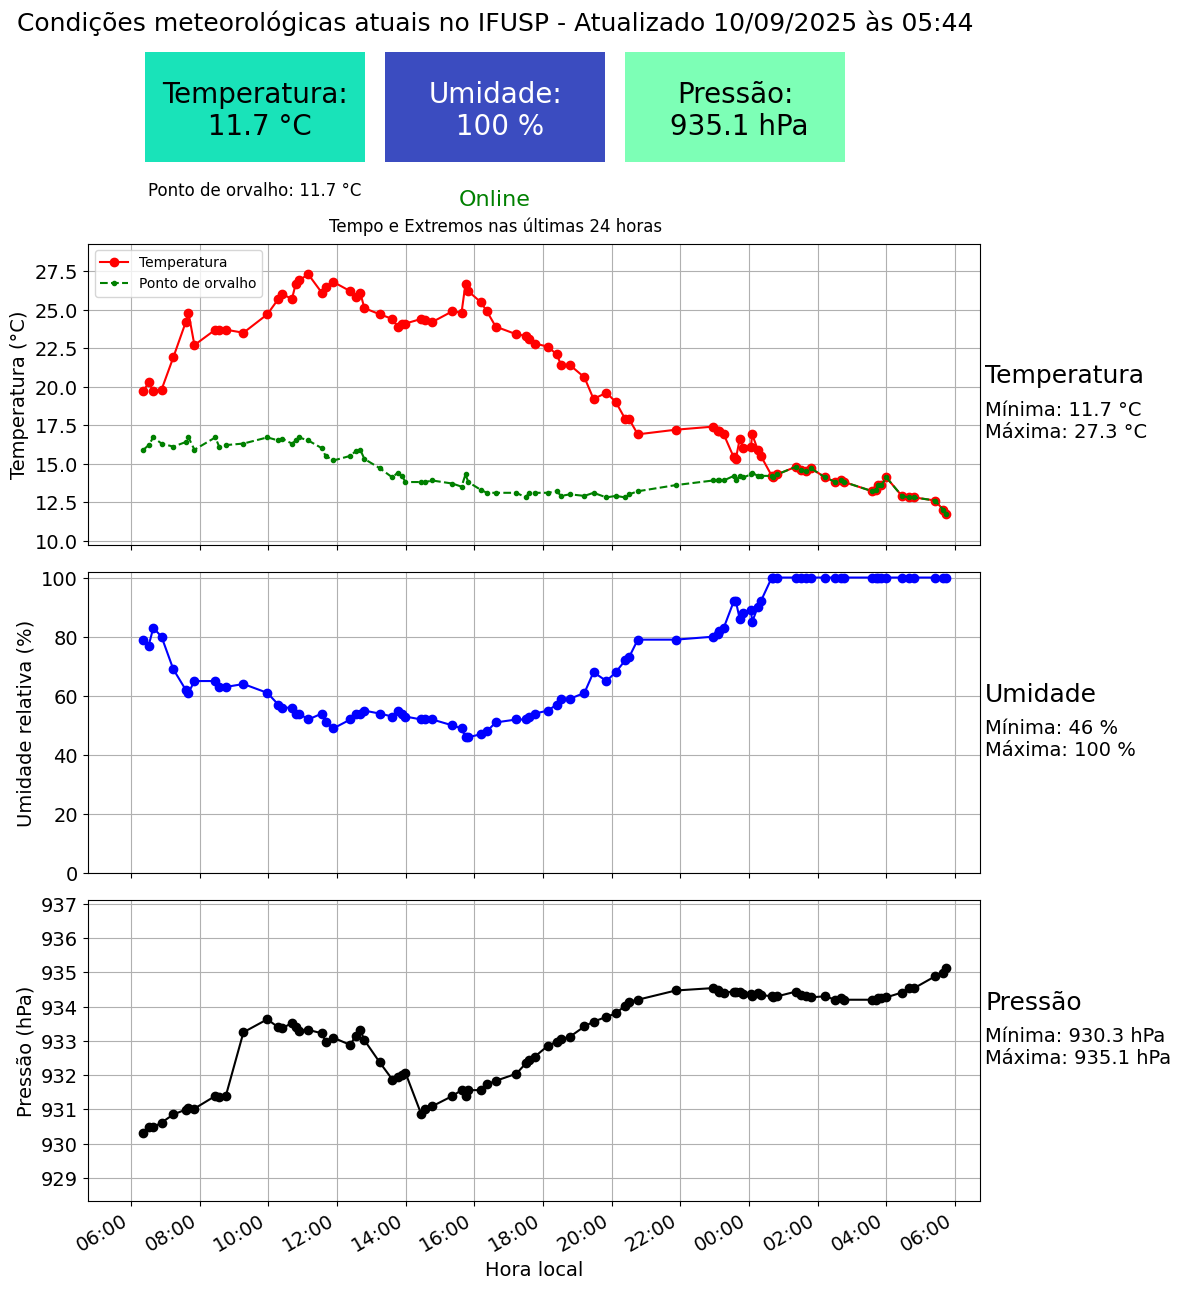 Condições meteorológicas atuais no IFUSP - Atualizado 10/09/2025 às 05:44
Temperatura:
11.7 °C
Umidade:
100 %
Pressão:
935.1 hPa
Ponto de orvalho: 11.7 °C
Online
Tempo e Extremos nas últimas 24 horas
Temperatura
Ponto de orvalho
Temperatura (°C)
27.5
25.0
22.5
20.0
17.5
15.0
12.5
10.0
Temperatura
Mínima: 11.7 °C
Máxima: 27.3 °C
Umidade relativa (%)
100
80
60
40
20
0
Umidade
Mínima: 46 %
Máxima: 100 %
Pressão (hPa)
937
936
935
934
933
932
931
930
929
Pressão
Mínima: 930.3 hPa
Máxima: 935.1 hPa
06:00
08:00
10:00
12:00
14:00
16:00
18:00
20:00
22:00
00:00
02:00
04:00
06:00
Hora local